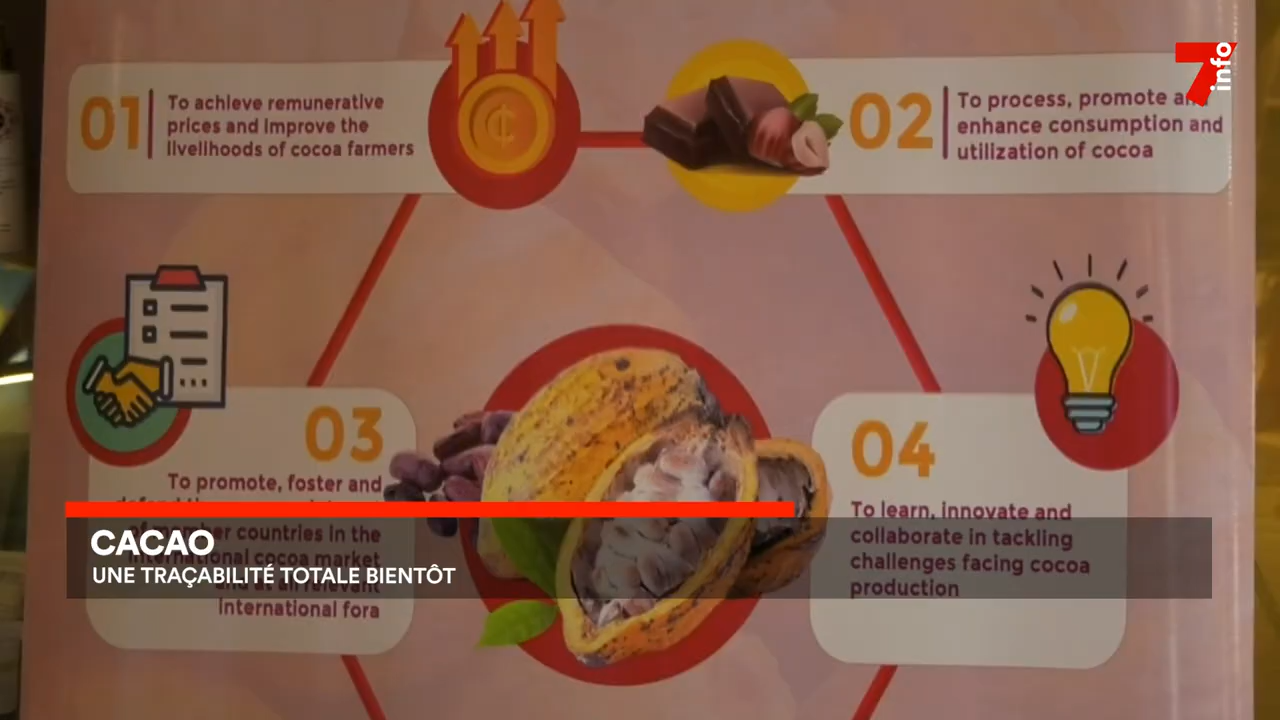 7info
01
To achieve remunerative
prices and improve the
livelihoods of cocoa farmers
02
To process, promote and
enhance consumption and
utilization of cocoa
03
To promote, foster and
of member countries in the
international cocoa market
and at all relevant
international fora
04
To learn, innovate and
collaborate in tackling
challenges facing cocoa
production
CACAO
UNE TRAÇABILITÉ TOTALE BIENTÔT